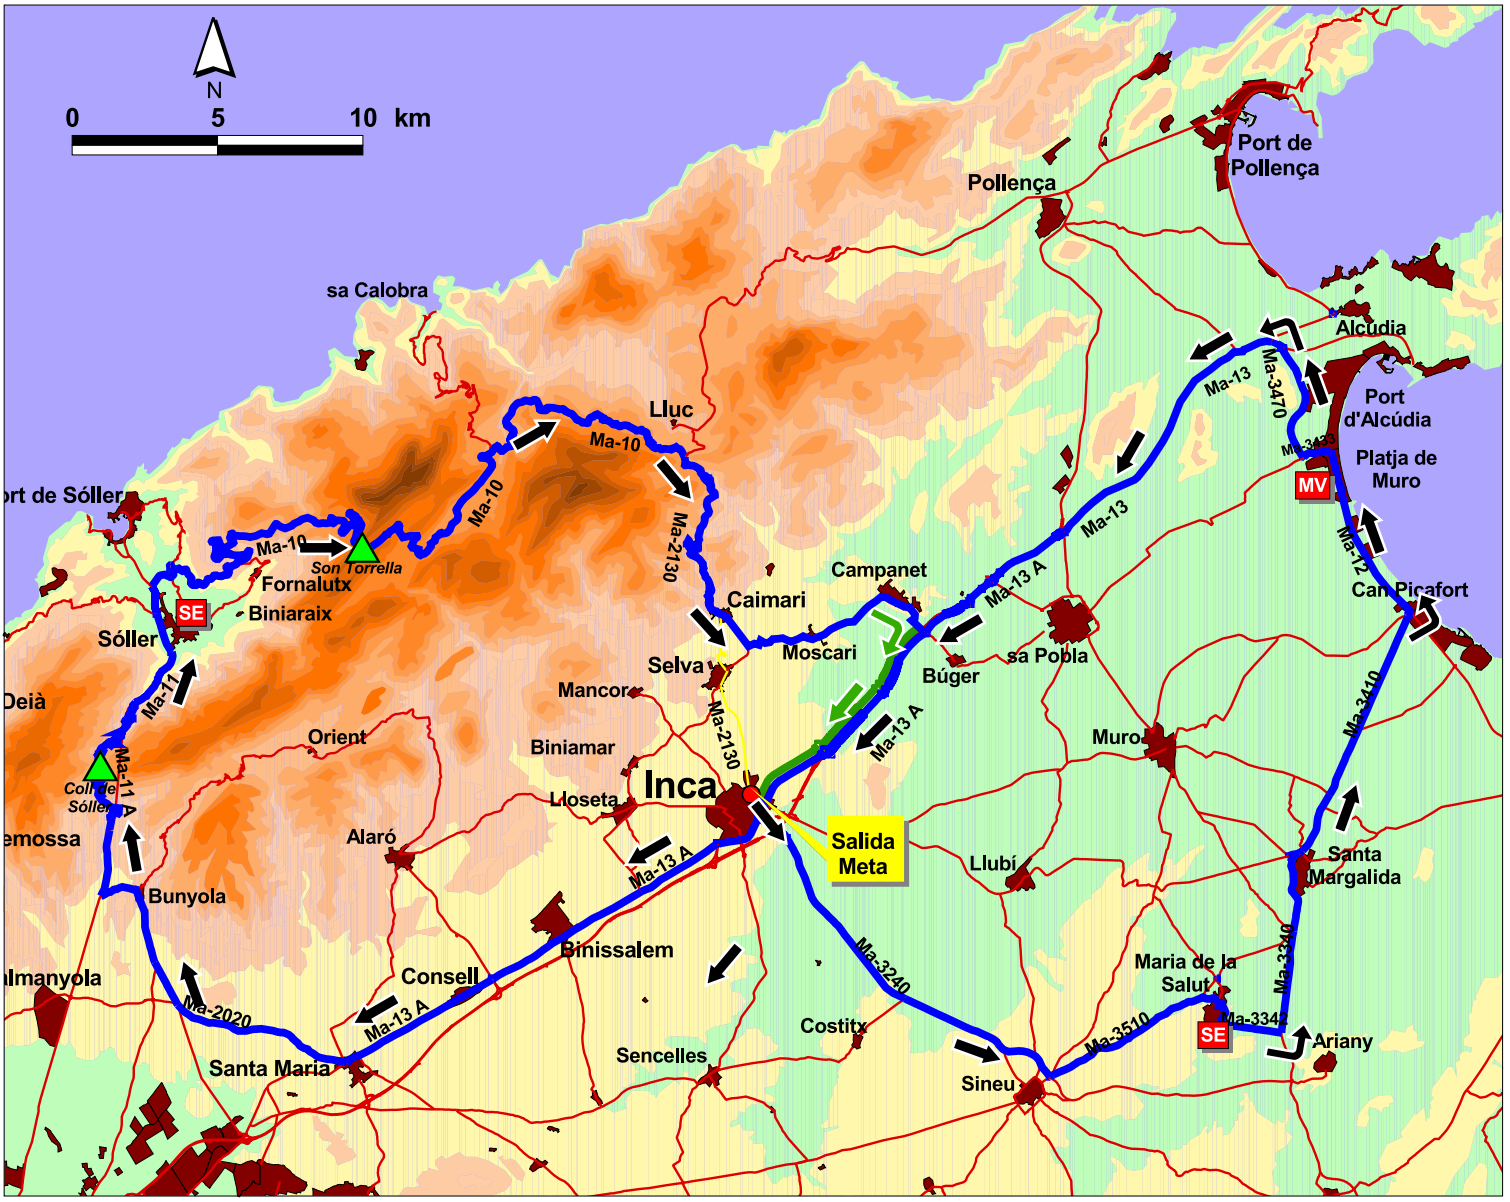 N
0 5 10 km
Port de
Pollença
Pollença
sa Calobra
Alcúdia
Ma-13
Ma-3470
Lluc
Port
d'Alcúdia
Ma-10
Ma-3433
Platja de
Muro
MV
ort de Sóller
Ma-10
Ma-13
Ma-10
Ma-2130
Ma-12
Son Torrella
Fornalutx
Campanet
Ma-13 A
Can Picafort
SE
Biniaraix
Caimari
Sóller
Moscari
sa Pobla
Selva
Búger
Mancor
Deià
Ma-11
Ma-3410
Ma-2130
Ma-13 A
Orient
Biniamar
Muro
Ma-11 A
Coll de
Sóller
Inca
Lloseta
emossa
Alaró
Salida
Meta
Ma-13 A
Llubí
Santa
Margalida
Bunyola
Binissalem
Ma-3240
Ma-3340
Maria de la
Salut
almanyola
Consell
Ma-2020
Ma-13 A
Costitx
Ma-3510
Ma-3342
SE
Ariany
Santa Maria
Sencelles
Sineu